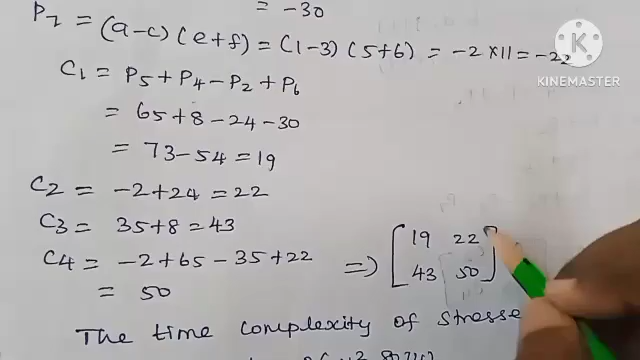 = -30
P7 = (a-c) (e+f) = (1-3) (5+6) = -2 x 11 = -22
KINEMASTER
C1 = P5 + P4 - P2 + P6
= 65+8-24-30
= 73-54 = 19
C2 = -2+24 = 22
C3 = 35+8 = 43
C4 = -2+65-35+22 => [19 22
43 50]
= 50
The time complexity of Strasse